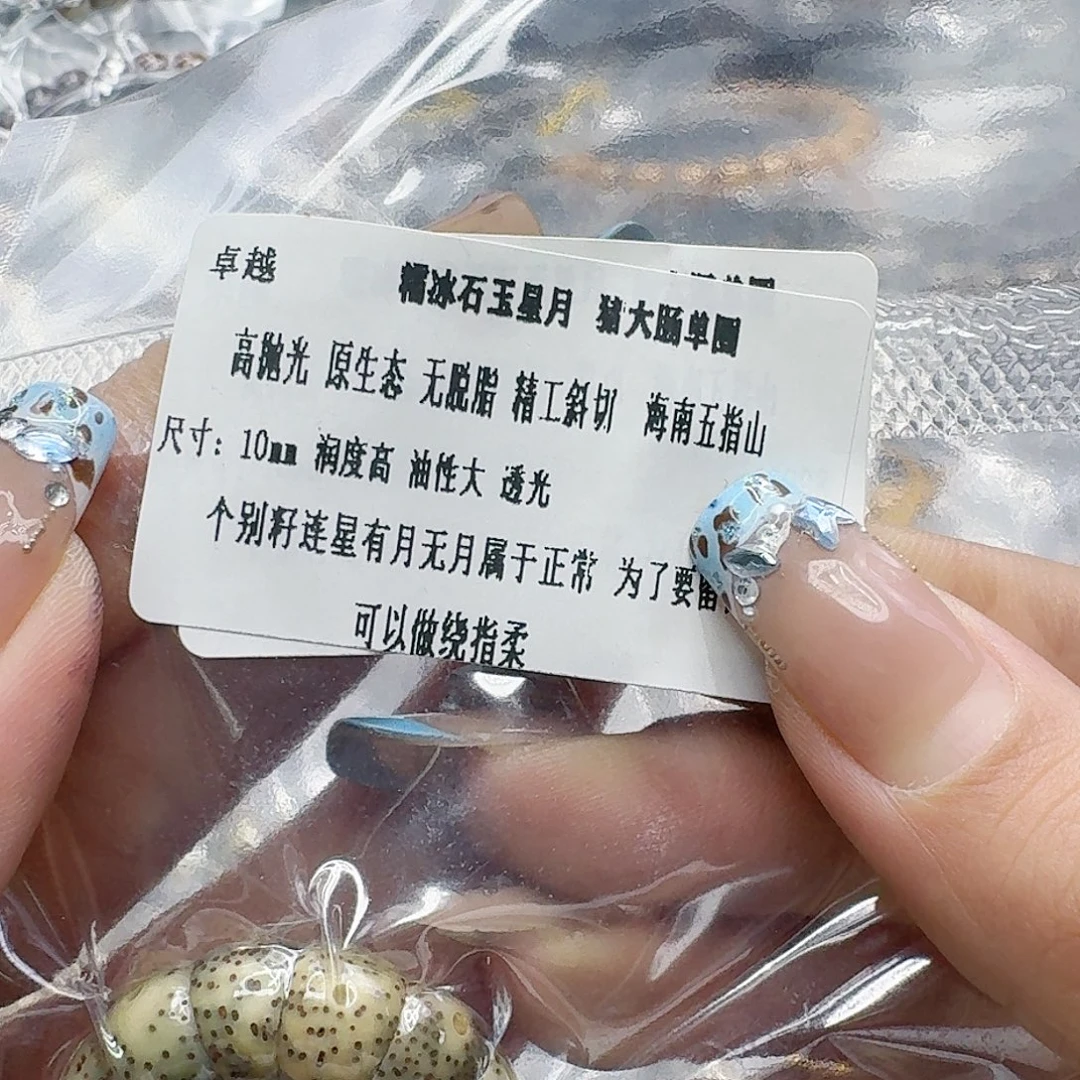 卓越 糯冰石玉星月 猪大肠单圈
高抛光 原生态 无脱脂 精工斜切 海南五指山
尺寸: 10mm 润度高 油性大 透光
个别籽连星有月无月属于正常 为了要留
可以做绕指柔
单圈